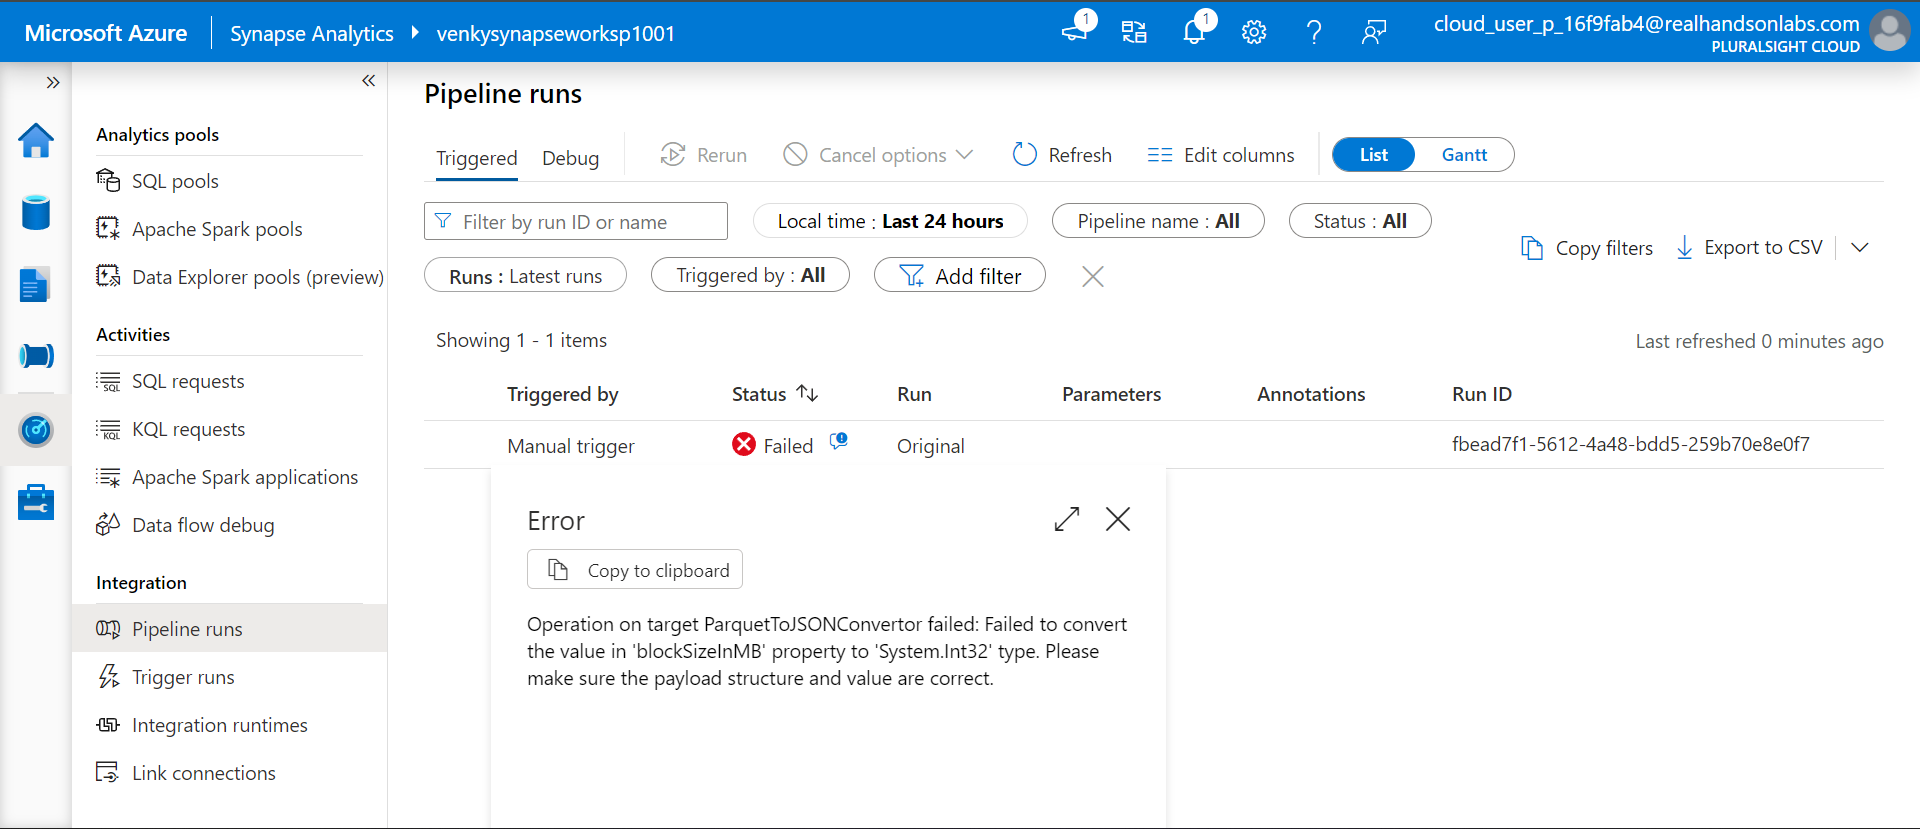 Microsoft Azure
Synapse Analytics
venkysynapseworksp1001
1
1
cloud_user_p_16f9fab4@realhandsonlabs.com
PLURALSIGHT CLOUD
Analytics pools
SQL pools
Apache Spark pools
Data Explorer pools (preview)
Activities
SQL requests
KQL requests
Apache Spark applications
Data flow debug
Integration
Pipeline runs
Trigger runs
Integration runtimes
Link connections
Pipeline runs
Triggered
Debug
Rerun
Cancel options
Refresh
Edit columns
List
Gantt
Filter by run ID or name
Local time : Last 24 hours
Pipeline name : All
Status : All
Runs : Latest runs
Triggered by : All
Add filter
Copy filters
Export to CSV
Showing 1 - 1 items
Last refreshed 0 minutes ago
Triggered by
Status
Run
Parameters
Annotations
Run ID
Manual trigger
Failed
Original
fbead7f1-5612-4a48-bdd5-259b70e8e0f7
Error
Copy to clipboard
Operation on target ParquetToJSONConvertor failed: Failed to convert
the value in 'blockSizeInMB' property to 'System.Int32' type. Please
make sure the payload structure and value are correct.